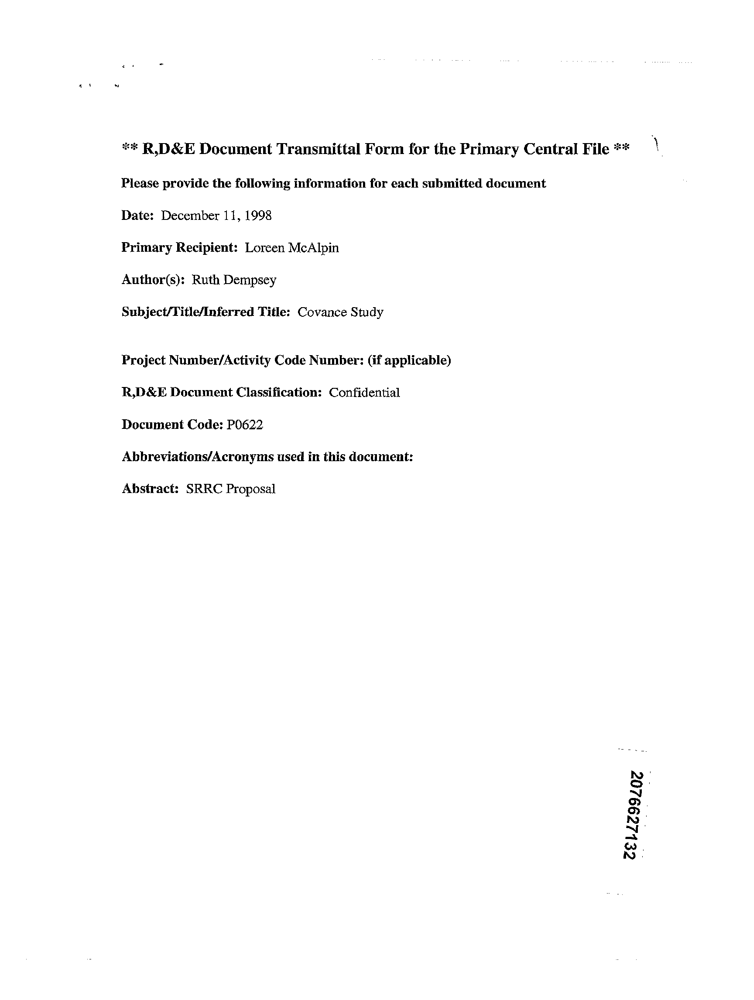 ** R,D&E Document Transmittal Form for the Primary Central File **
Please provide the following information for each submitted document
Date: December 11, 1998
Primary Recipient: Loreen McAlpin
Author(s): Ruth Dempsey
Subject/Title/Inferred Title: Covance Study
Project Number/Activity Code Number: (if applicable)
R,D&E Document Classification: Confidential
Document Code: P0622
Abbreviations/Acronyms used in this document:
Abstract: SRRC Proposal
2076627132